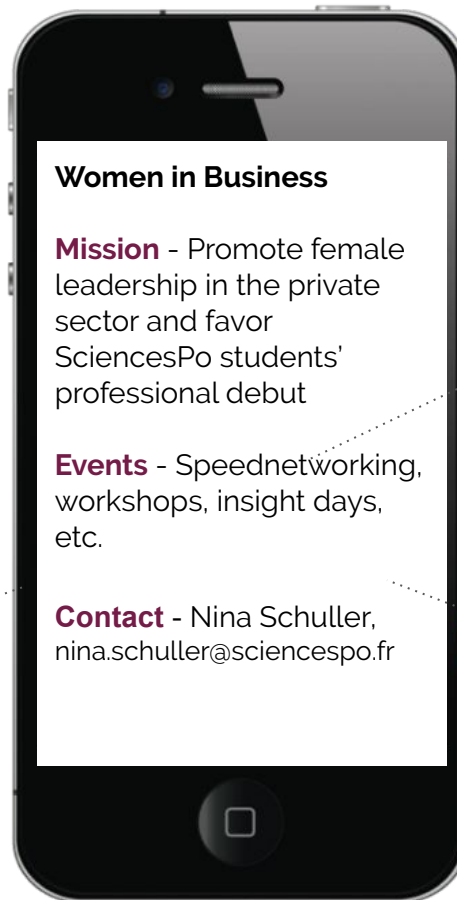 Women in Business
Mission - Promote female
leadership in the private
sector and favor
SciencesPo students’
professional debut
Events - Speednetworking,
workshops, insight days,
etc.
Contact - Nina Schuller,
nina.schuller@sciencespo.fr